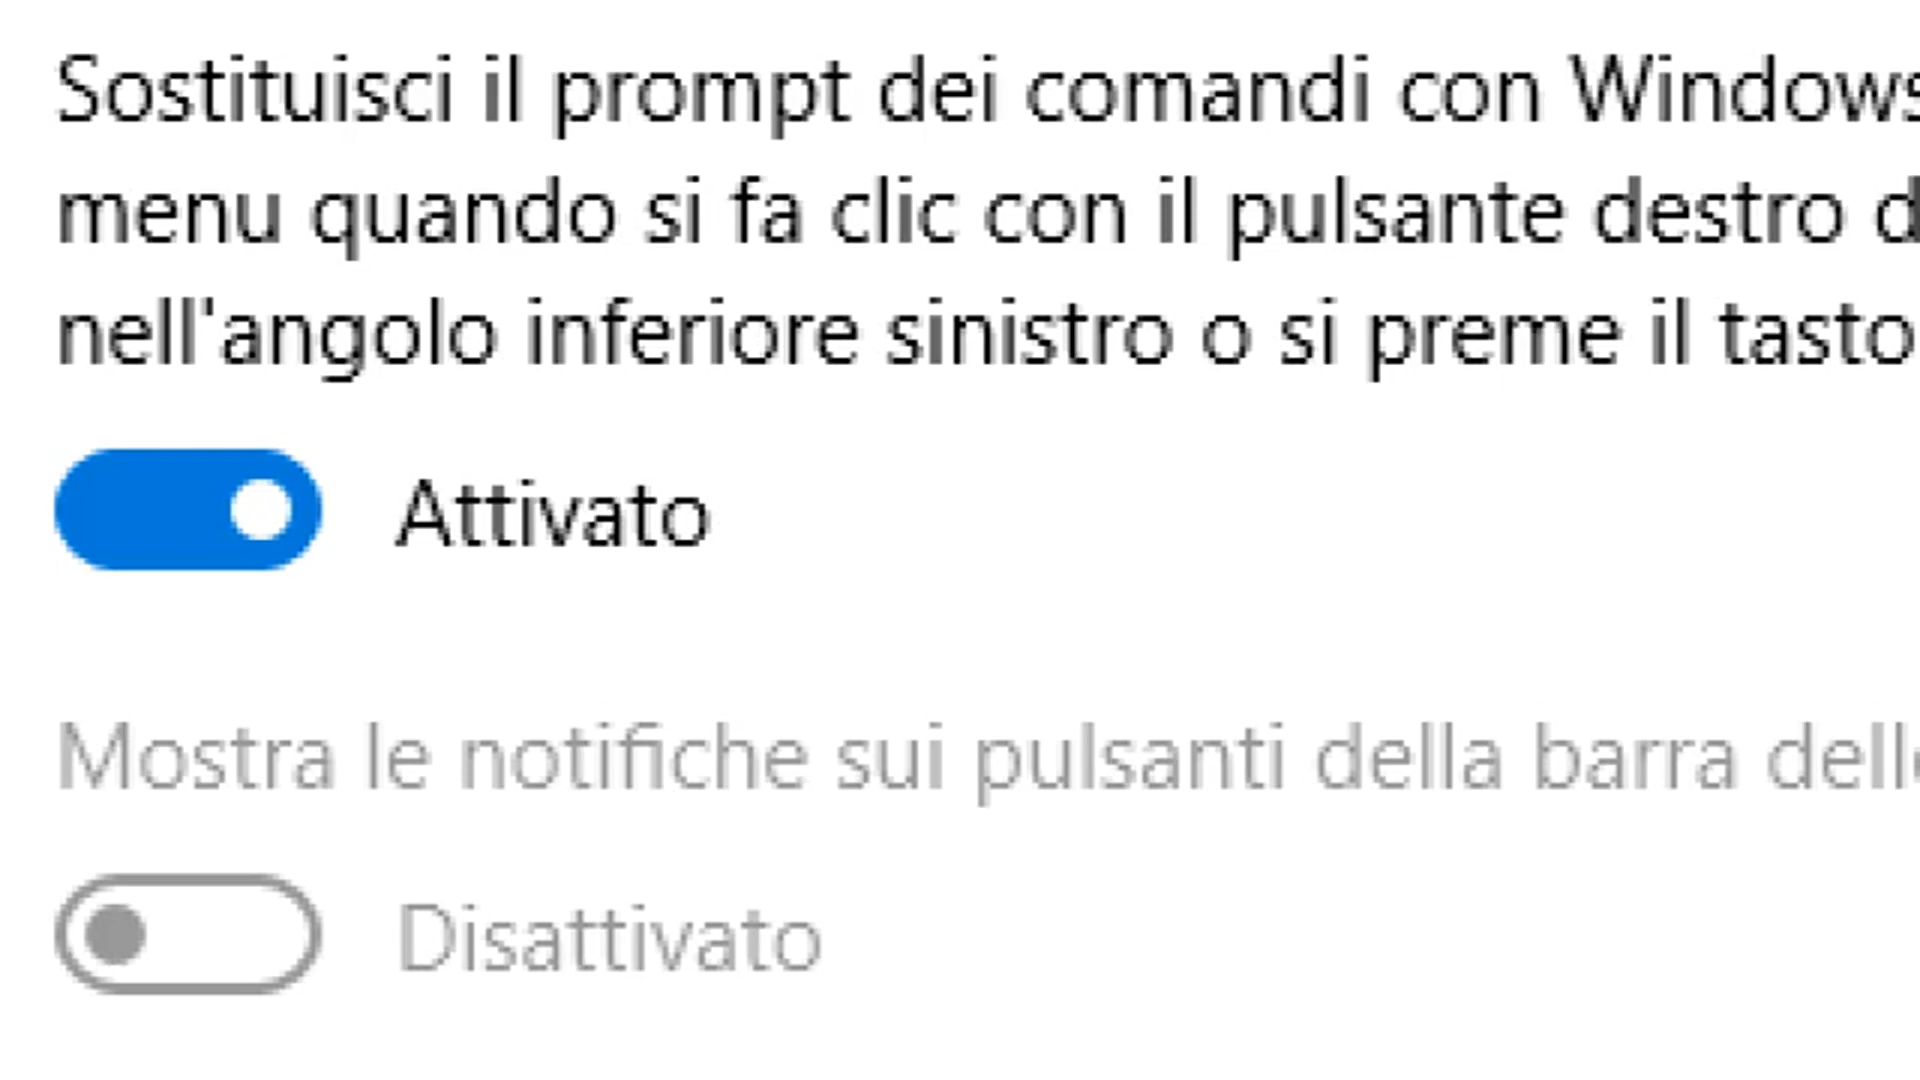 Sostituisci il prompt dei comandi con Windows
menu quando si fa clic con il pulsante destro d
nell'angolo inferiore sinistro o si preme il tasto
Attivato
Mostra le notifiche sui pulsanti della barra delle
Disattivato